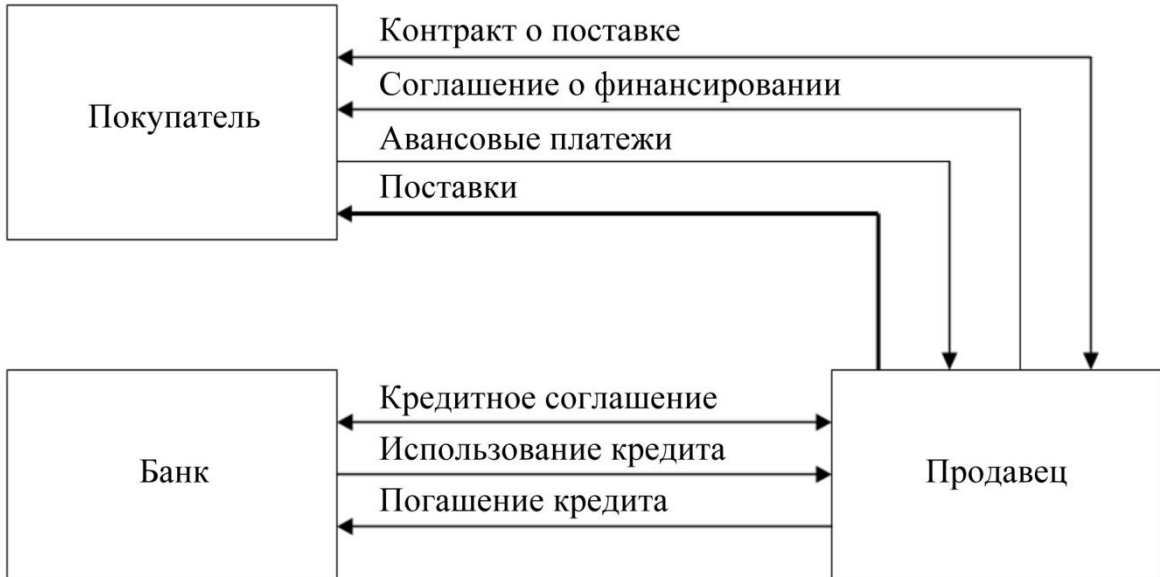 Контракт о поставке
Соглашение о финансировании
Покупатель
Авансовые платежи
Поставки
Кредитное соглашение
Использование кредита
Банк
Продавец
Погашение кредита